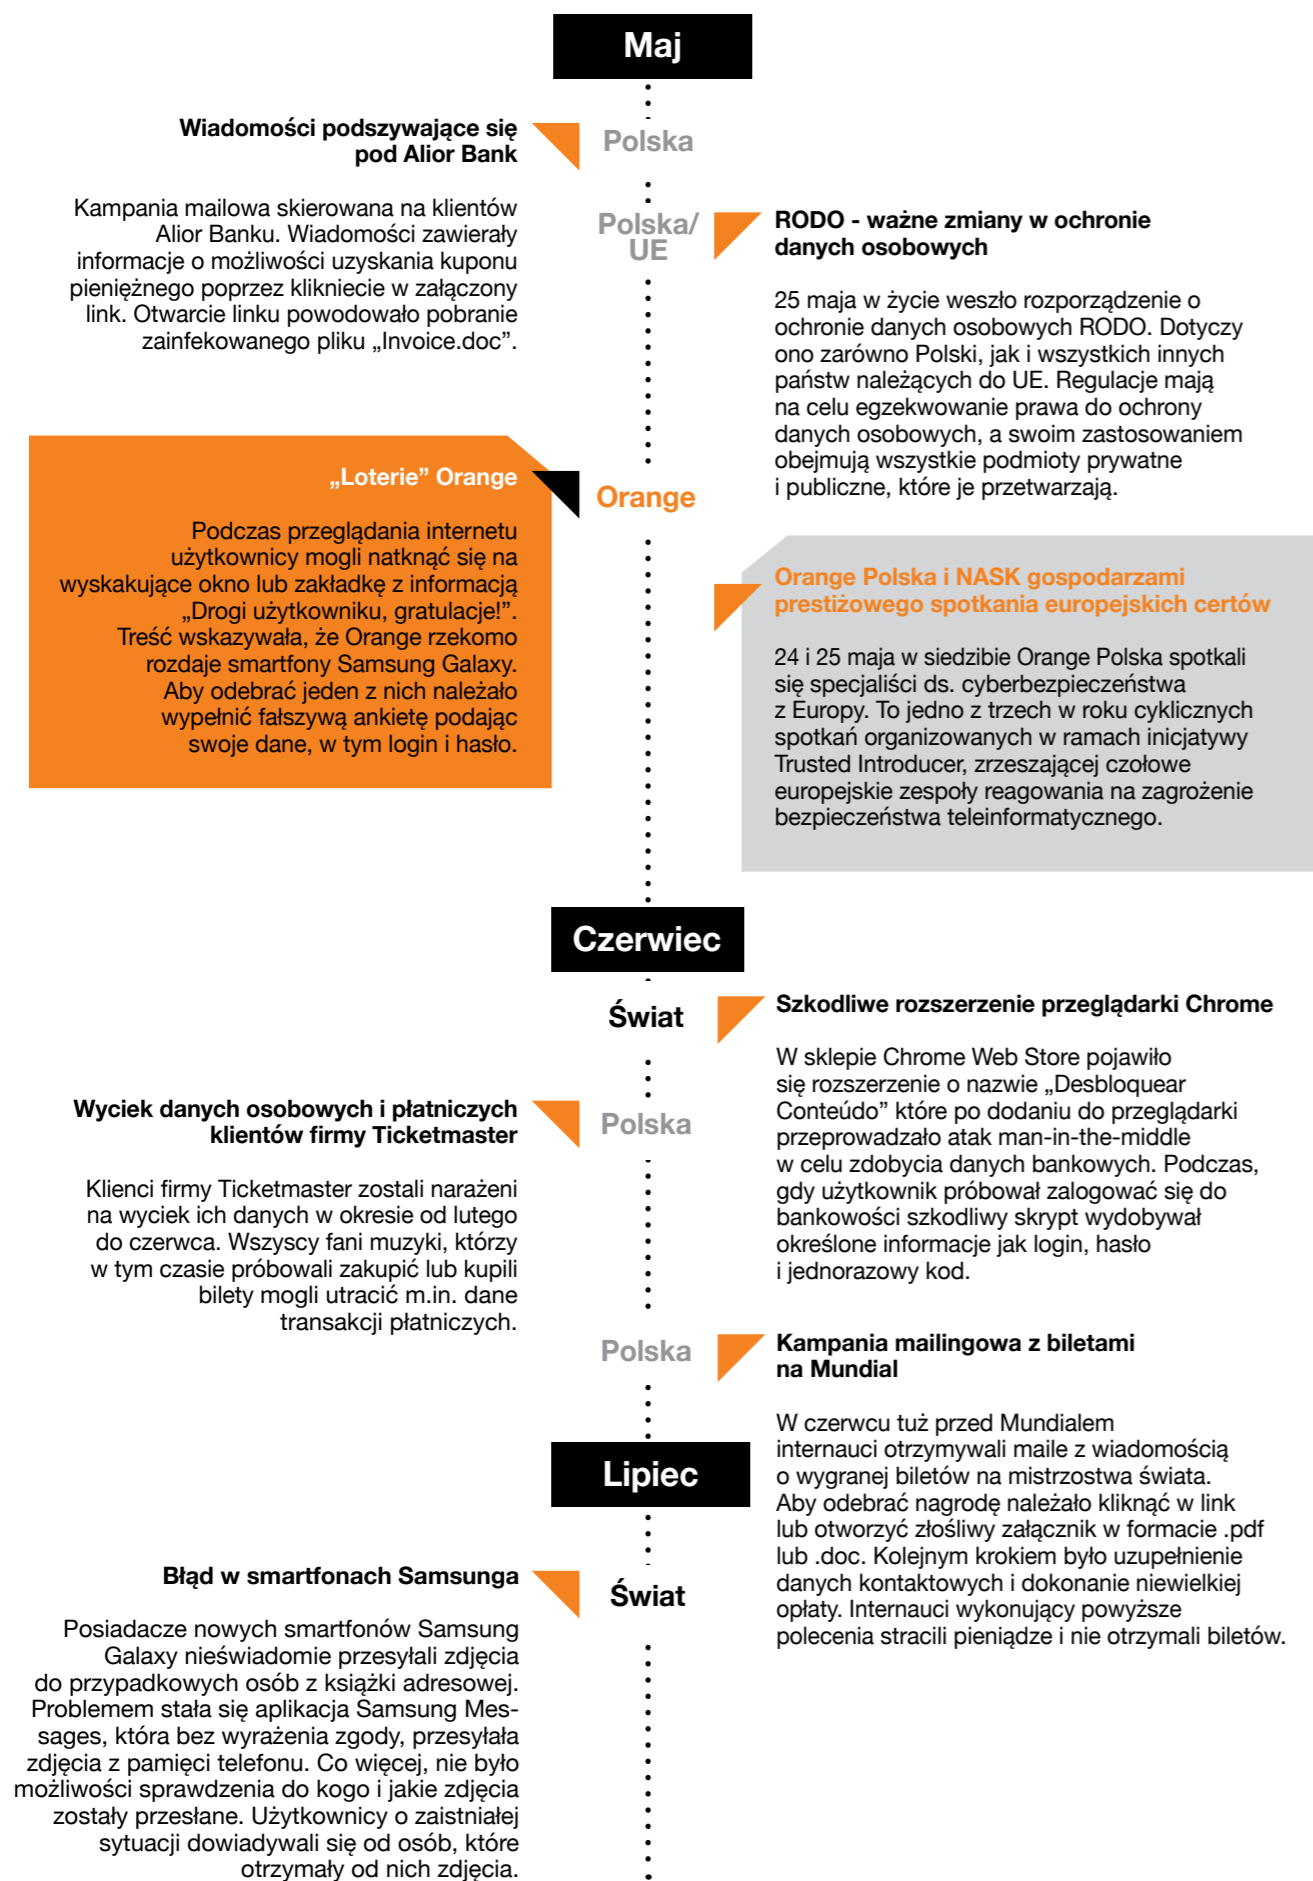 Maj
Wiadomości podszywające się
pod Alior Bank
Polska
Kampania mailowa skierowana na klientów
Alior Banku. Wiadomości zawierały
informacje o możliwości uzyskania kuponu
pieniężnego poprzez klikniecie w załączony
link. Otwarcie linku powodowało pobranie
zainfekowanego pliku „Invoice.doc”.
Polska/
UE
RODO - ważne zmiany w ochronie
danych osobowych
25 maja w życie weszło rozporządzenie o
ochronie danych osobowych RODO. Dotyczy
ono zarówno Polski, jak i wszystkich innych
państw należących do UE. Regulacje mają
na celu egzekwowanie prawa do ochrony
danych osobowych, a swoim zastosowaniem
obejmują wszystkie podmioty prywatne
i publiczne, które je przetwarzają.
„Loterie” Orange
Orange
Podczas przeglądania internetu
użytkownicy mogli natknąć się na
wyskakujące okno lub zakładkę z informacją
„Drogi użytkowniku, gratulacje!”.
Treść wskazywała, że Orange rzekomo
rozdaje smartfony Samsung Galaxy.
Aby odebrać jeden z nich należało
wypełnić fałszywą ankietę podając
swoje dane, w tym login i hasło.
Orange Polska i NASK gospodarzami
prestiżowego spotkania europejskich certów
24 i 25 maja w siedzibie Orange Polska spotkali
się specjaliści ds. cyberbezpieczeństwa
z Europy. To jedno z trzech w roku cyklicznych
spotkań organizowanych w ramach inicjatywy
Trusted Introducer, zrzeszającej czołowe
europejskie zespoły reagowania na zagrożenie
bezpieczeństwa teleinformatycznego.
Czerwiec
Świat
Szkodliwe rozszerzenie przeglądarki Chrome
W sklepie Chrome Web Store pojawiło
się rozszerzenie o nazwie „Desbloquear
Conteúdo” które po dodaniu do przeglądarki
przeprowadzało atak man-in-the-middle
w celu zdobycia danych bankowych. Podczas,
gdy użytkownik próbował zalogować się do
bankowości szkodliwy skrypt wydobywał
określone informacje jak login, hasło
i jednorazowy kod.
Wyciek danych osobowych i płatniczych
klientów firmy Ticketmaster
Polska
Klienci firmy Ticketmaster zostali narażeni
na wyciek ich danych w okresie od lutego
do czerwca. Wszyscy fani muzyki, którzy
w tym czasie próbowali zakupić lub kupili
bilety mogli utracić m.in. dane
transakcji płatniczych.
Polska
Kampania mailingowa z biletami
na Mundial
W czerwcu tuż przed Mundialem
internauci otrzymywali maile z wiadomością
o wygranej biletów na mistrzostwa świata.
Aby odebrać nagrodę należało kliknąć w link
lub otworzyć złośliwy załącznik w formacie .pdf
lub .doc. Kolejnym krokiem było uzupełnienie
danych kontaktowych i dokonanie niewielkiej
opłaty. Internauci wykonujący powyższe
polecenia stracili pieniądze i nie otrzymali biletów.
Lipiec
Błąd w smartfonach Samsunga
Świat
Posiadacze nowych smartfonów Samsung
Galaxy nieświadomie przesyłali zdjęcia
do przypadkowych osób z książki adresowej.
Problemem stała się aplikacja Samsung Mes-
sages, która bez wyrażenia zgody, przesyłała
zdjęcia z pamięci telefonu. Co więcej, nie było
możliwości sprawdzenia do kogo i jakie zdjęcia
zostały przesłane. Użytkownicy o zaistniałej
sytuacji dowiadywali się od osób, które
otrzymały od nich zdjęcia.